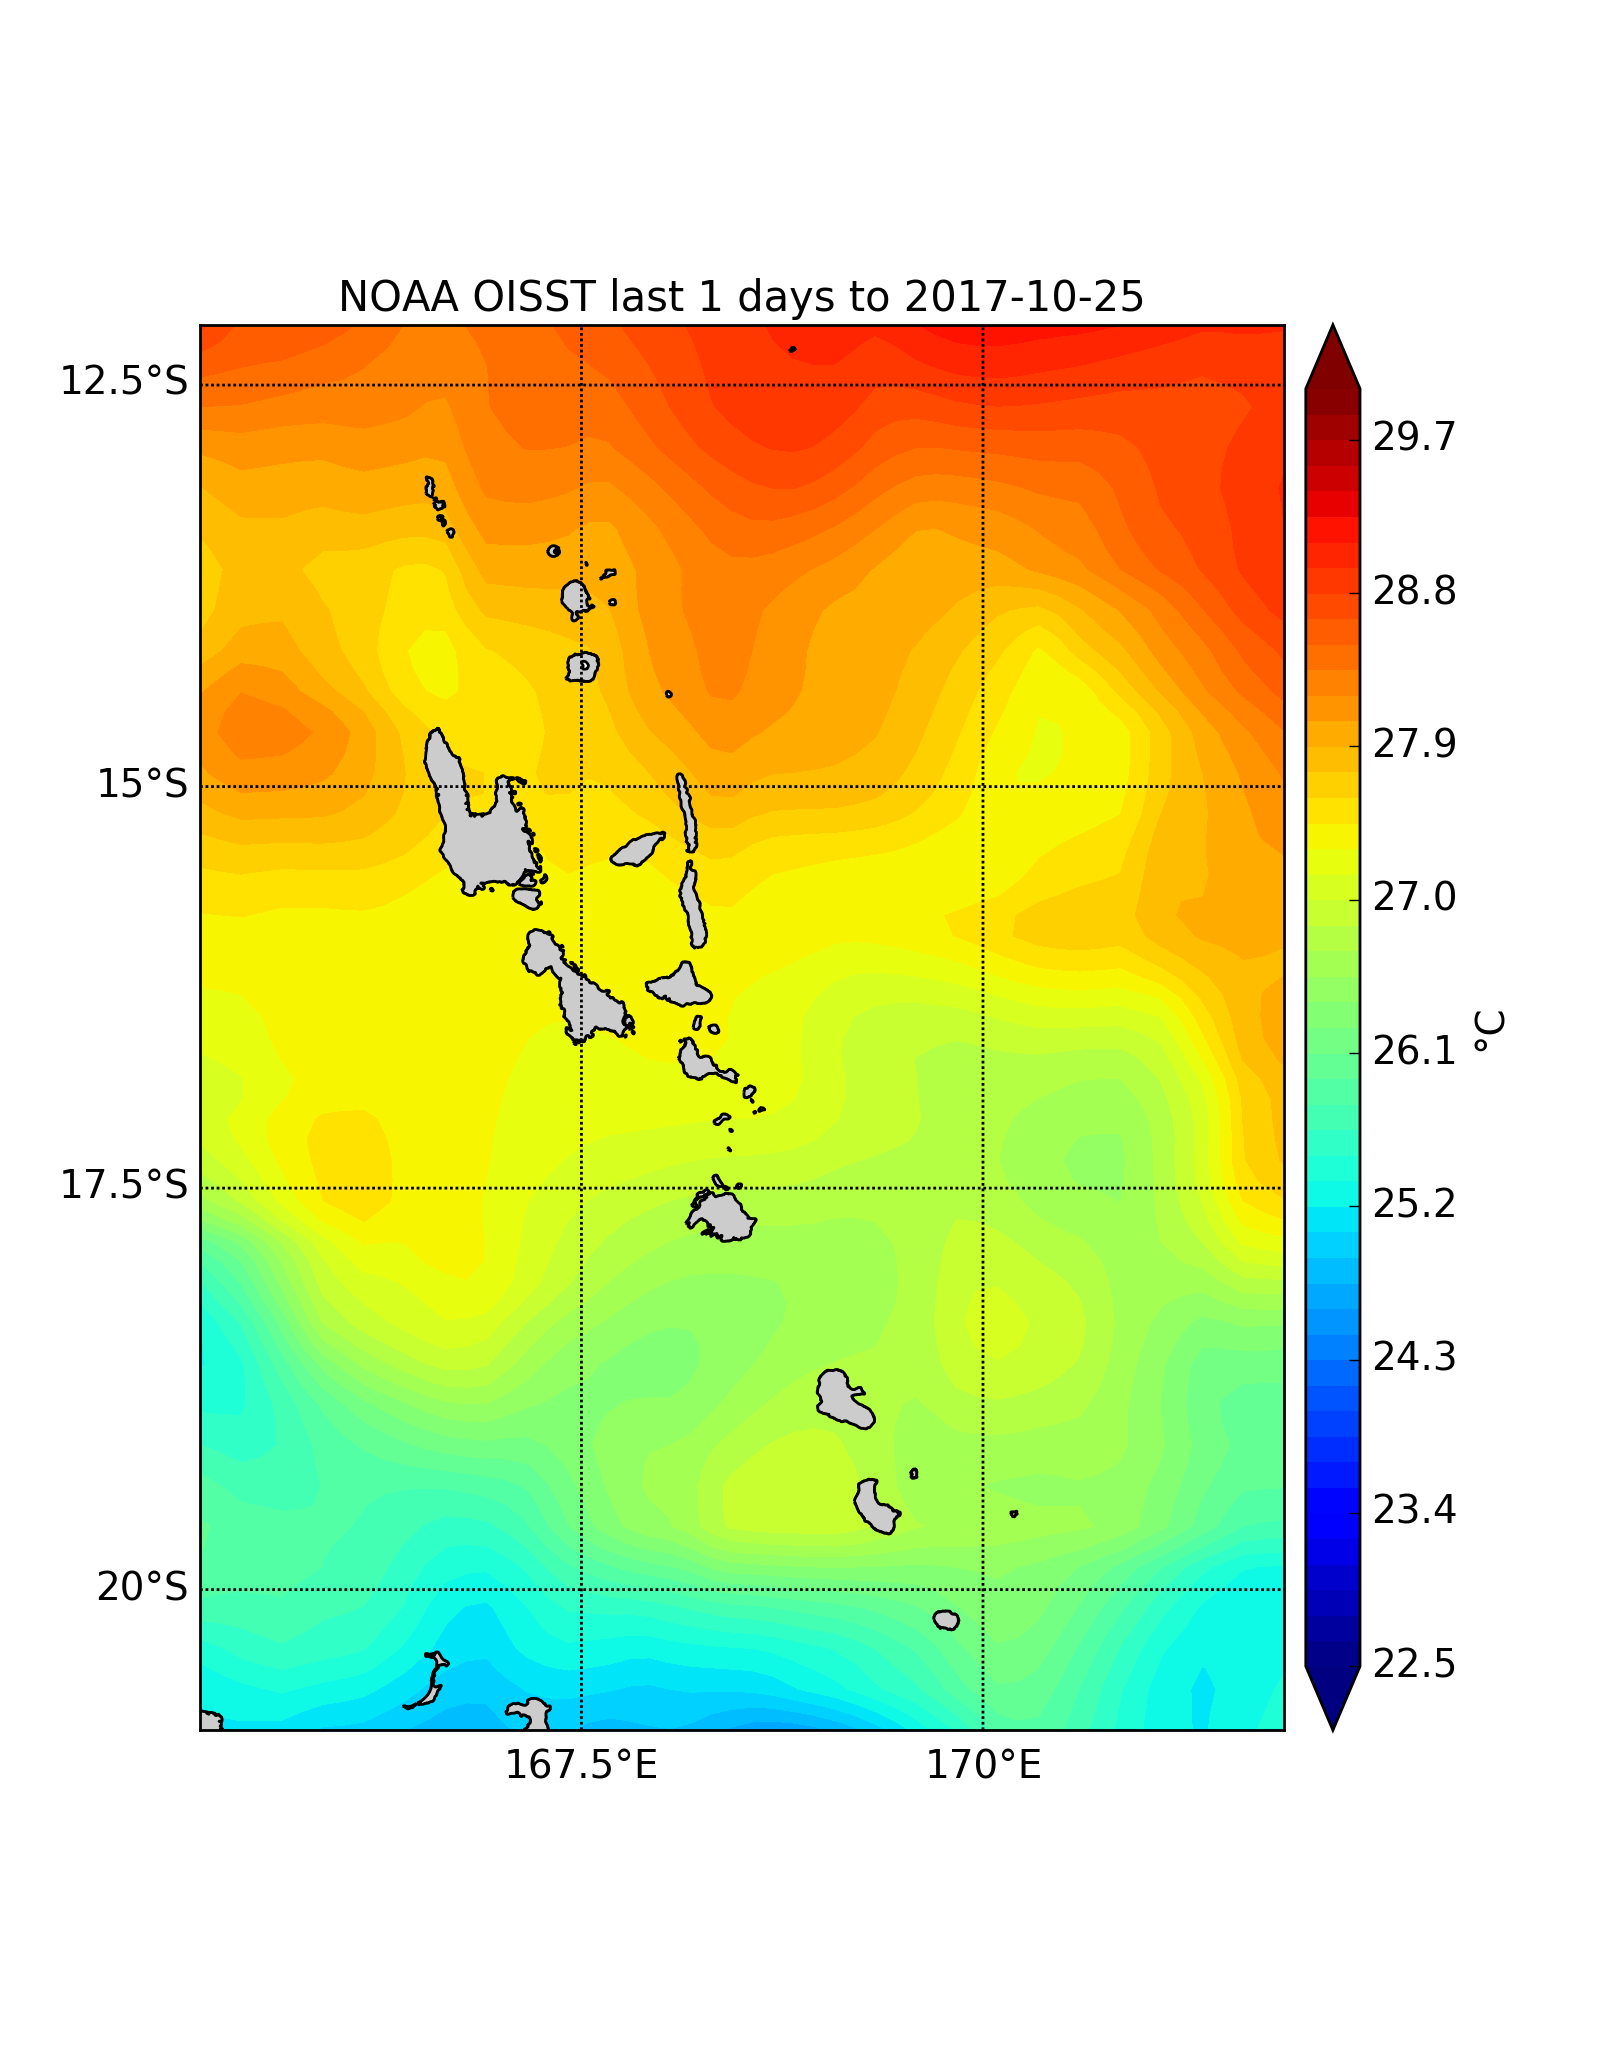 NOAA OISST last 1 days to 2017-10-25
12.5°S
15°S
17.5°S
20°S
167.5°E
170°E
29.7
28.8
27.9
27.0
26.1
25.2
24.3
23.4
22.5
°C